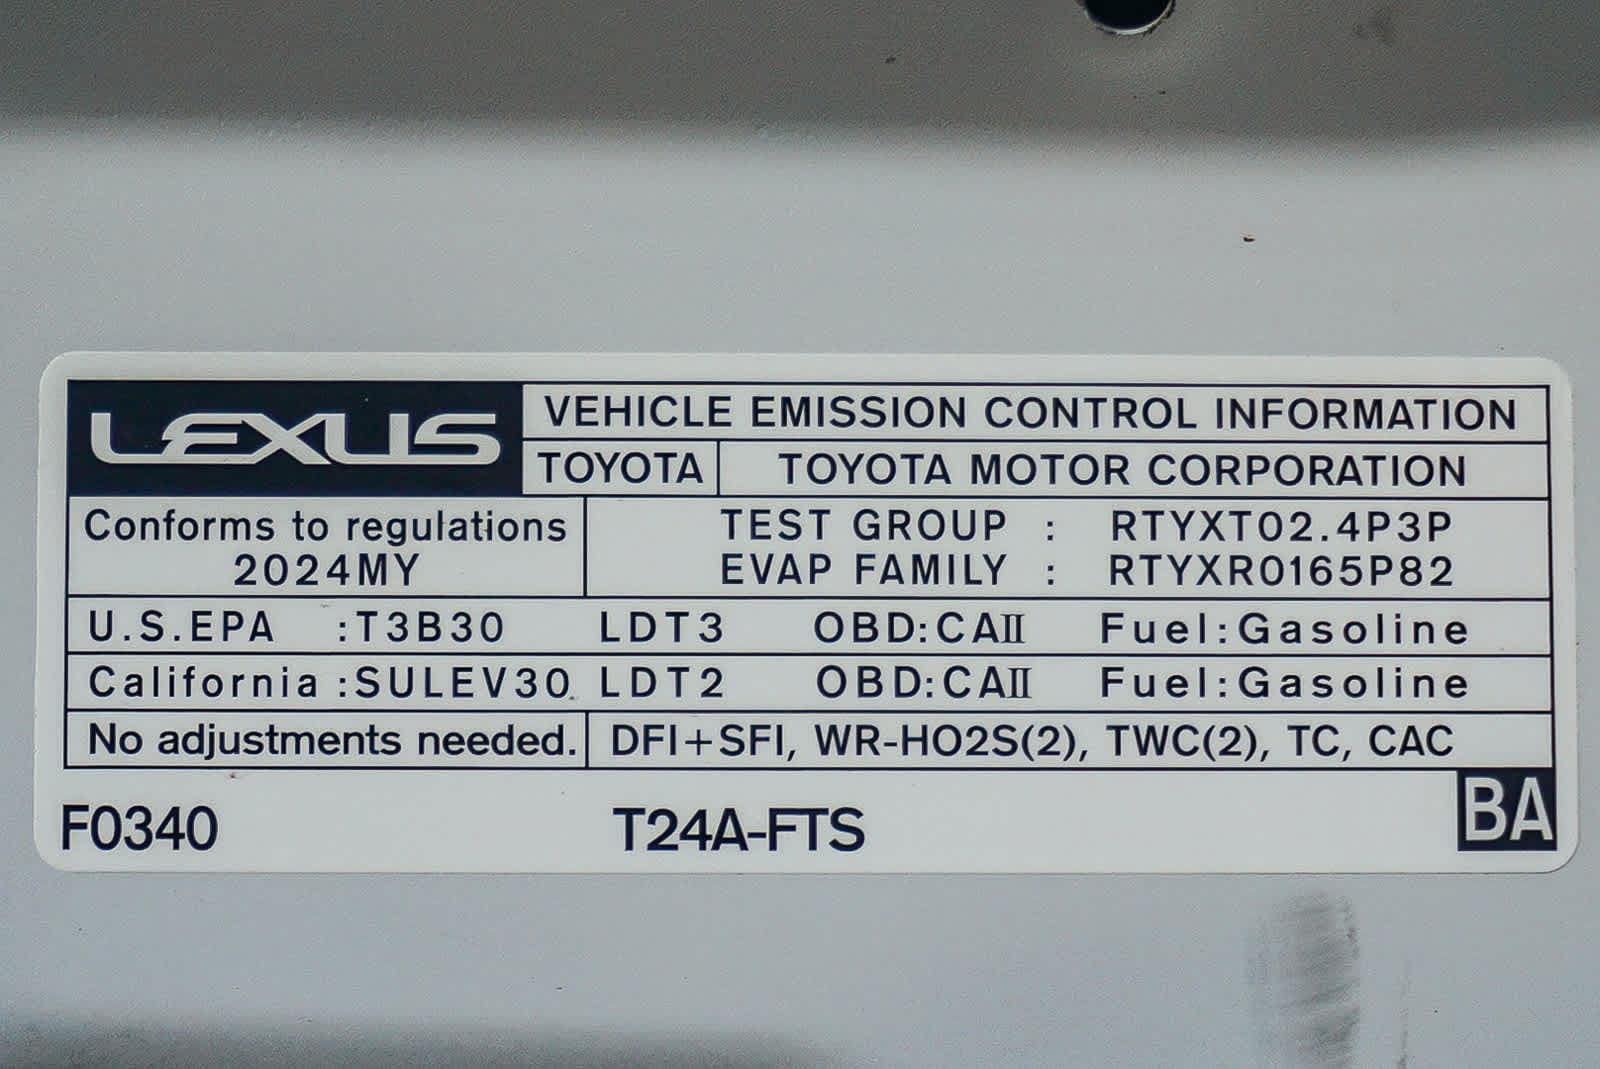 LEXUS VEHICLE EMISSION CONTROL INFORMATION
TOYOTA TOYOTA MOTOR CORPORATION
Conforms to regulations TEST GROUP : RTYXT02.4P3P
2024MY EVAP FAMILY : RTYXR0165P82
U.S.EPA :T3B30 LDT3 OBD:CAⅡ Fuel:Gasoline
California :SULEV30 LDT2 OBD:CAⅡ Fuel:Gasoline
No adjustments needed. DFI+SFI, WR-HO2S(2), TWC(2), TC, CAC
F0340 T24A-FTS BA